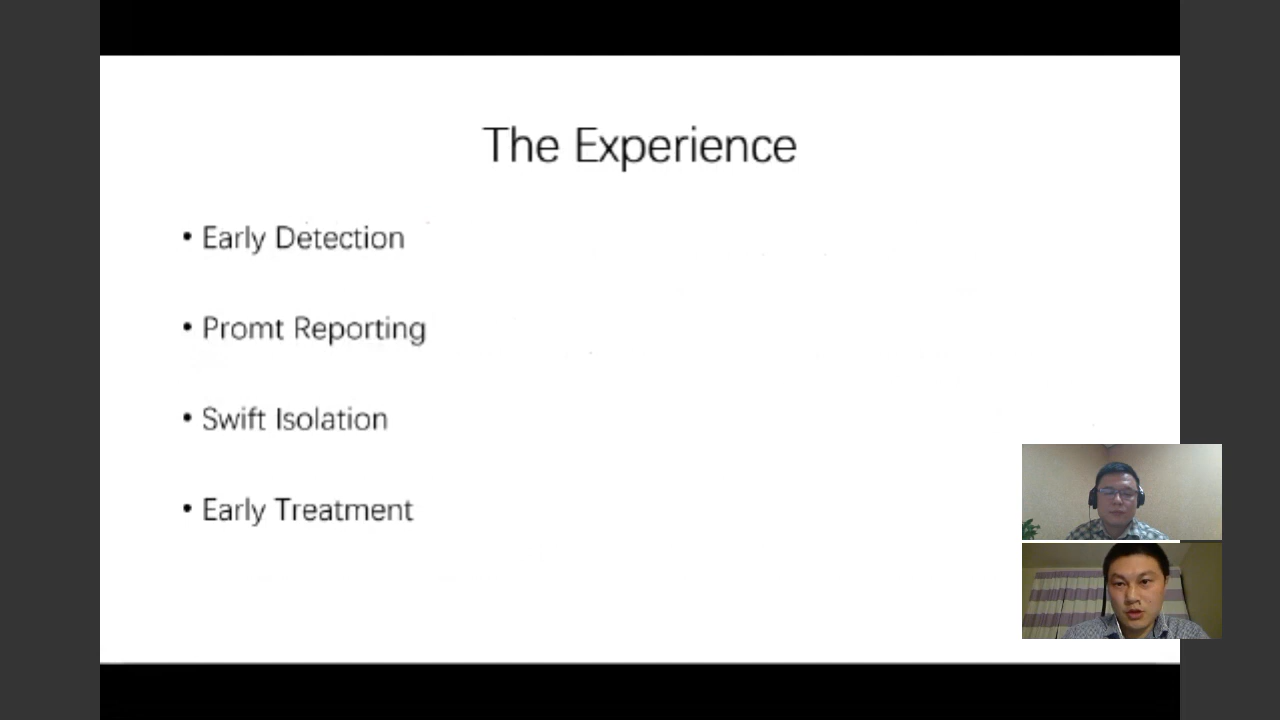 The Experience
• Early Detection
• Promt Reporting
• Swift Isolation
• Early Treatment